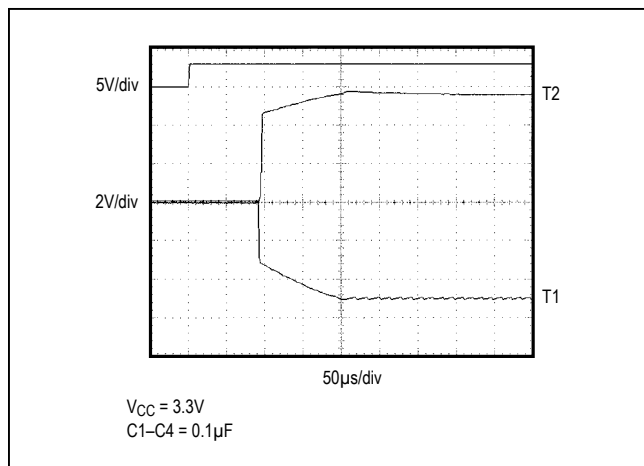 5V/div
T2
2V/div
T1
50µs/div
VCC = 3.3V
C1–C4 = 0.1µF